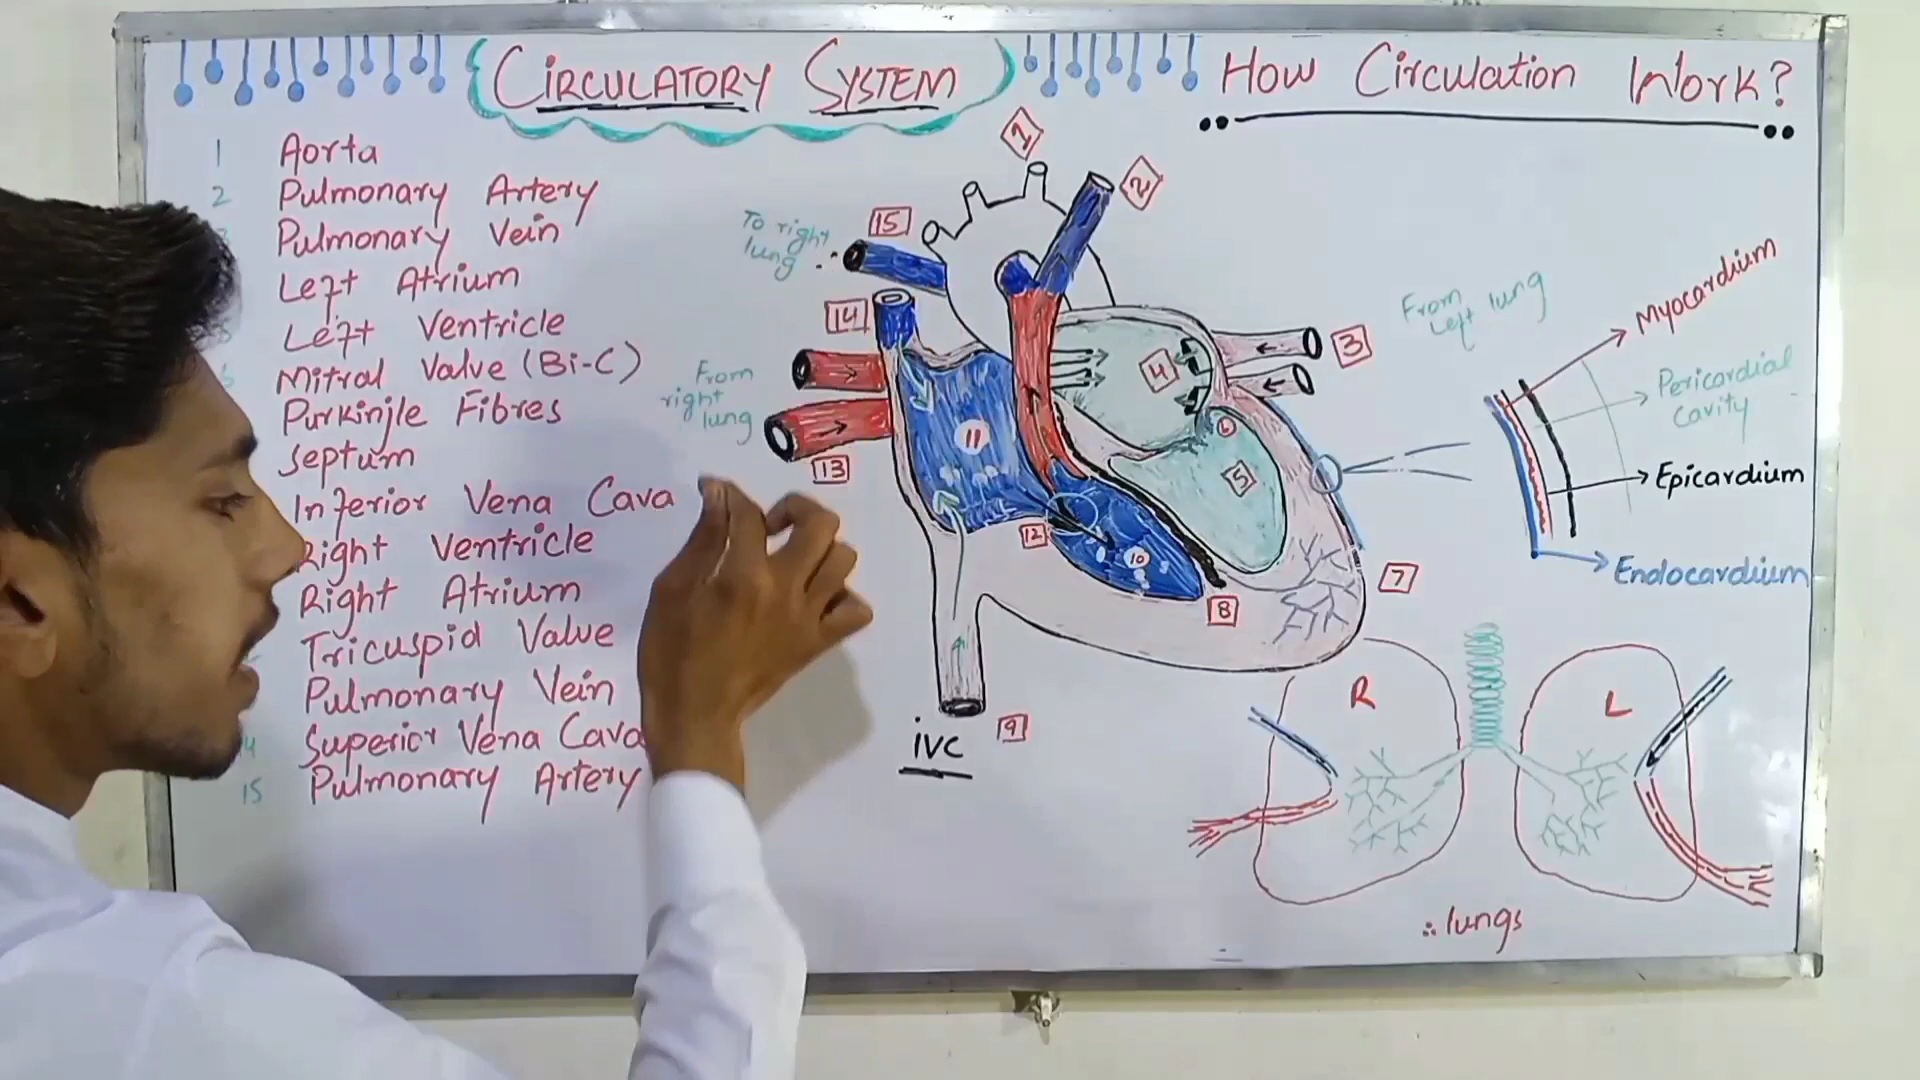 CIRCULATORY SYSTEM
How Circulation Work?
1 Aorta
2 Pulmonary Artery
Pulmonary Vein
Left Atrium
Left Ventricle
Mitral Valve (Bi-C)
Purkinjle Fibres
Septum
Inferior Vena Cava
Right Ventricle
Right Atrium
Tricuspid Valve
Pulmonary Vein
Superior Vena Cava
15 Pulmonary Artery
1
2
15
To right
lung
14
From
right
lung
13
11
12
10
8
9
ivc
4
5
6
3
7
From
Left lung
Myocardium
Pericardial
cavity
Epicardium
Endocardium
R
L
lungs